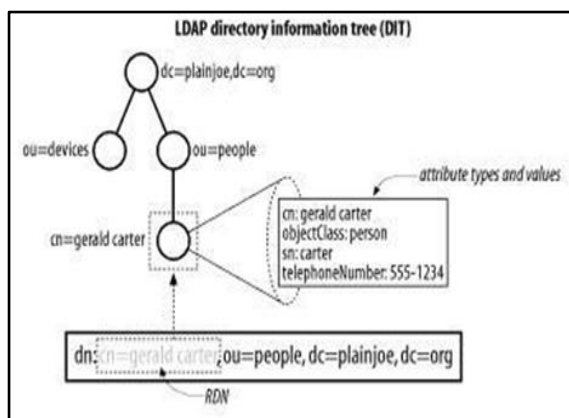 LDAP directory information tree (DIT)
dc=plainjoe,dc=org
ou=devices
ou=people
attribute types and values
cn=gerald carter
cn: gerald carter
objectClass: person
sn: carter
telephoneNumber: 555-1234
dn: cn=gerald carter, ou=people, dc=plainjoe, dc=org
RDN